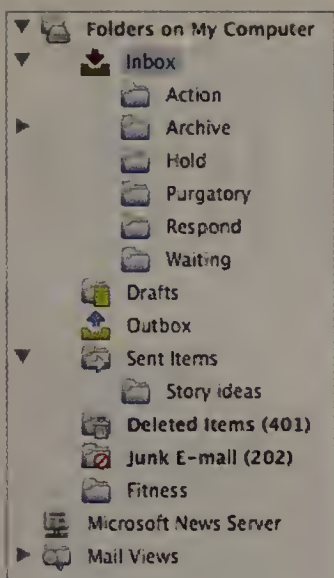 Folders on My Computer
Inbox
Action
Archive
Hold
Purgatory
Respond
Waiting
Drafts
Outbox
Sent Items
Story ideas
Deleted Items (401)
Junk E-mail (202)
Fitness
Microsoft News Server
Mail Views